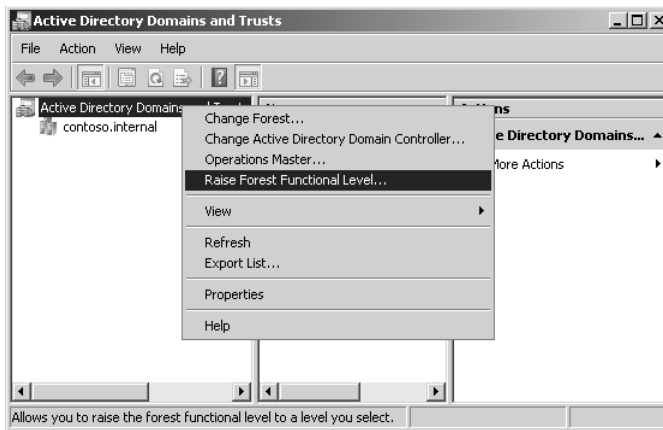 Active Directory Domains and Trusts
File Action View Help
Active Directory Domains
contoso.internal
Change Forest...
Change Active Directory Domain Controller...
Operations Master...
Raise Forest Functional Level...
View
Refresh
Export List...
Properties
Help
e Directory Domains...
More Actions
Allows you to raise the forest functional level to a level you select.